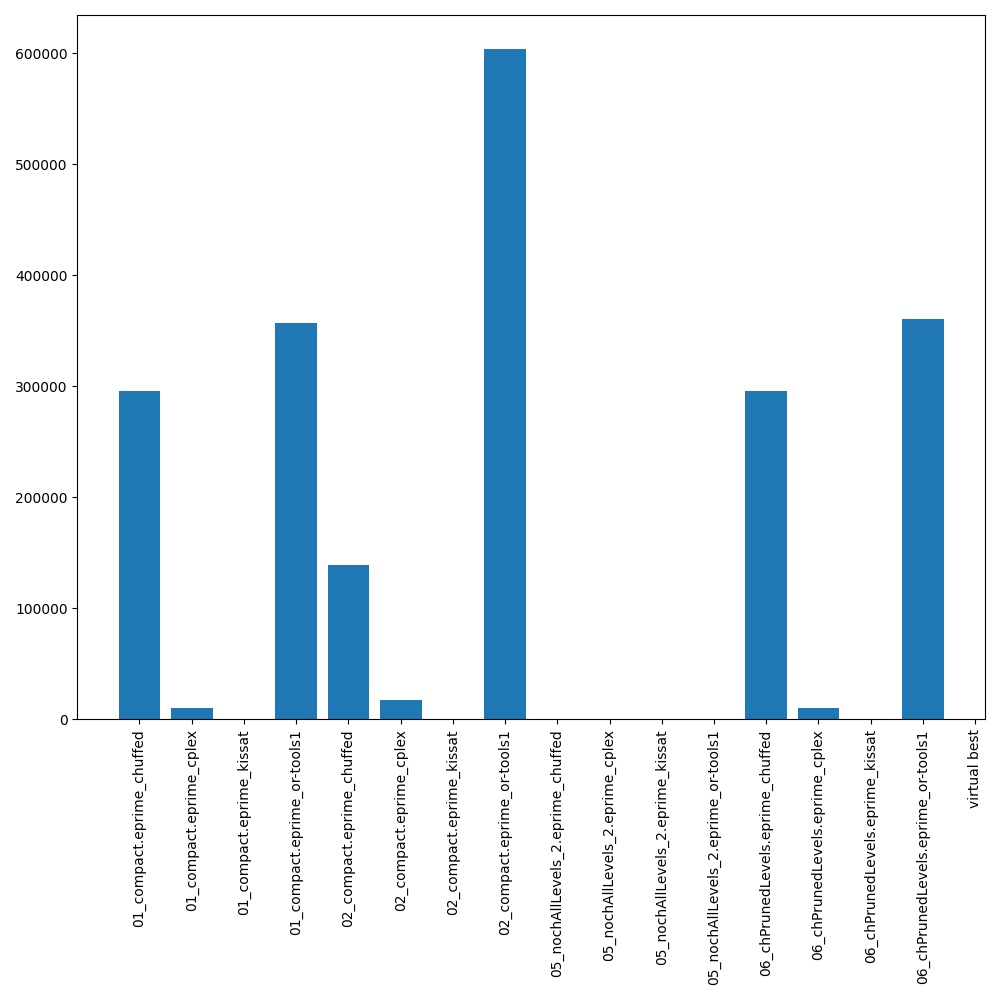 600000
500000
400000
300000
200000
100000
0
01_compact.eprime_chuffed
01_compact.eprime_cplex
01_compact.eprime_kissat
01_compact.eprime_or-tools1
02_compact.eprime_chuffed
02_compact.eprime_cplex
02_compact.eprime_kissat
02_compact.eprime_or-tools1
05_nochAllLevels_2.eprime_chuffed
05_nochAllLevels_2.eprime_cplex
05_nochAllLevels_2.eprime_kissat
05_nochAllLevels_2.eprime_or-tools1
06_chPrunedLevels.eprime_chuffed
06_chPrunedLevels.eprime_cplex
06_chPrunedLevels.eprime_kissat
06_chPrunedLevels.eprime_or-tools1
virtual best